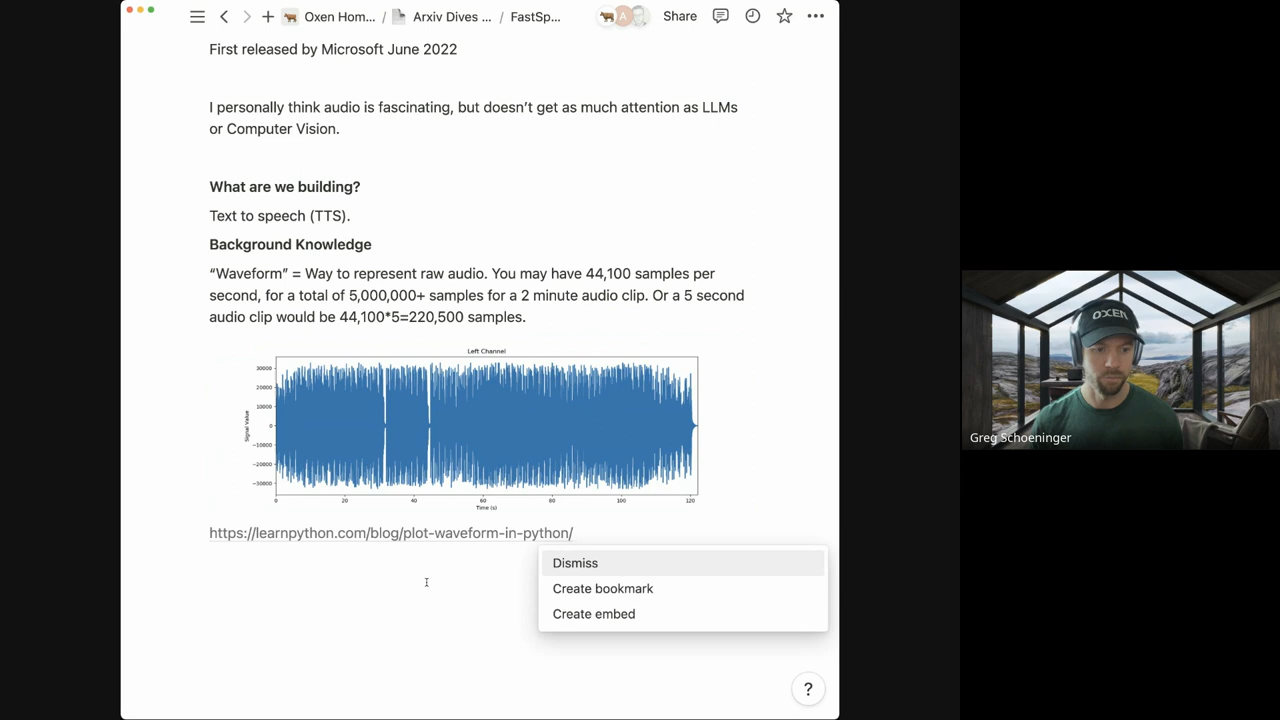 Oxen Hom... / Arxiv Dives ... / FastSp...
A
Share
First released by Microsoft June 2022
I personally think audio is fascinating, but doesn’t get as much attention as LLMs
or Computer Vision.
What are we building?
Text to speech (TTS).
Background Knowledge
“Waveform” = Way to represent raw audio. You may have 44,100 samples per
second, for a total of 5,000,000+ samples for a 2 minute audio clip. Or a 5 second
audio clip would be 44,100*5=220,500 samples.
Left Channel
30000
20000
10000
0
−10000
−20000
−30000
Signal Value
0 20 40 60 80 100 120
Time (s)
https://learnpython.com/blog/plot-waveform-in-python/
Dismiss
Create bookmark
Create embed
?
OXEN
Greg Schoeninger